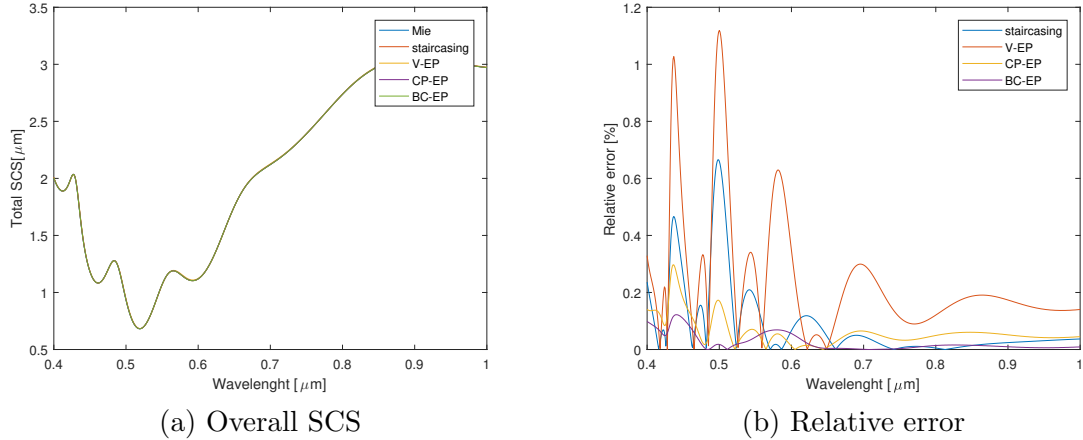 3.5
3
2.5
2
1.5
1
0.5
0.4 0.5 0.6 0.7 0.8 0.9 1
Total SCS[μm]
Wavelenght [ μm]
Mie
staircasing
V-EP
CP-EP
BC-EP
(a) Overall SCS
1.2
1
0.8
0.6
0.4
0.2
0
0.4 0.5 0.6 0.7 0.8 0.9 1
Relative error [%]
Wavelenght [ μm]
staircasing
V-EP
CP-EP
BC-EP
(b) Relative error